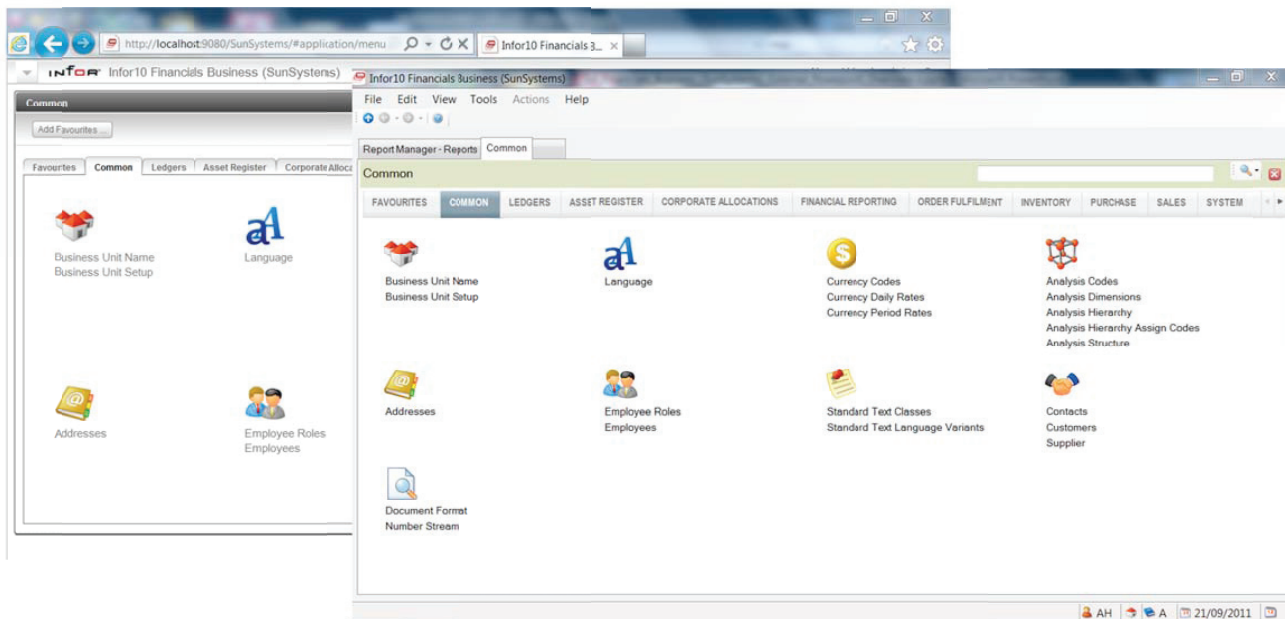 http://localhost:9080/SunSystems/#application/menu
Infor10 Financials B...
infor Infor10 Financials Business (SunSystems)
Common
Add Favourites ...
Favourites Common Ledgers Asset Register Corporate Alloca
Business Unit Name
Business Unit Setup
Language
Addresses
Employee Roles
Employees
Infor10 Financials Business (SunSystems)
File Edit View Tools Actions Help
Report Manager - Reports Common
Common
FAVOURITES COMMON LEDGERS ASSET REGISTER CORPORATE ALLOCATIONS FINANCIAL REPORTING ORDER FULFILMENT INVENTORY PURCHASE SALES SYSTEM
Business Unit Name
Business Unit Setup
Language
Currency Codes
Currency Daily Rates
Currency Period Rates
Analysis Codes
Analysis Dimensions
Analysis Hierarchy
Analysis Hierarchy Assign Codes
Analysis Structure
Addresses
Employee Roles
Employees
Standard Text Classes
Standard Text Language Variants
Contacts
Customers
Supplier
Document Format
Number Stream
AH A 21/09/2011